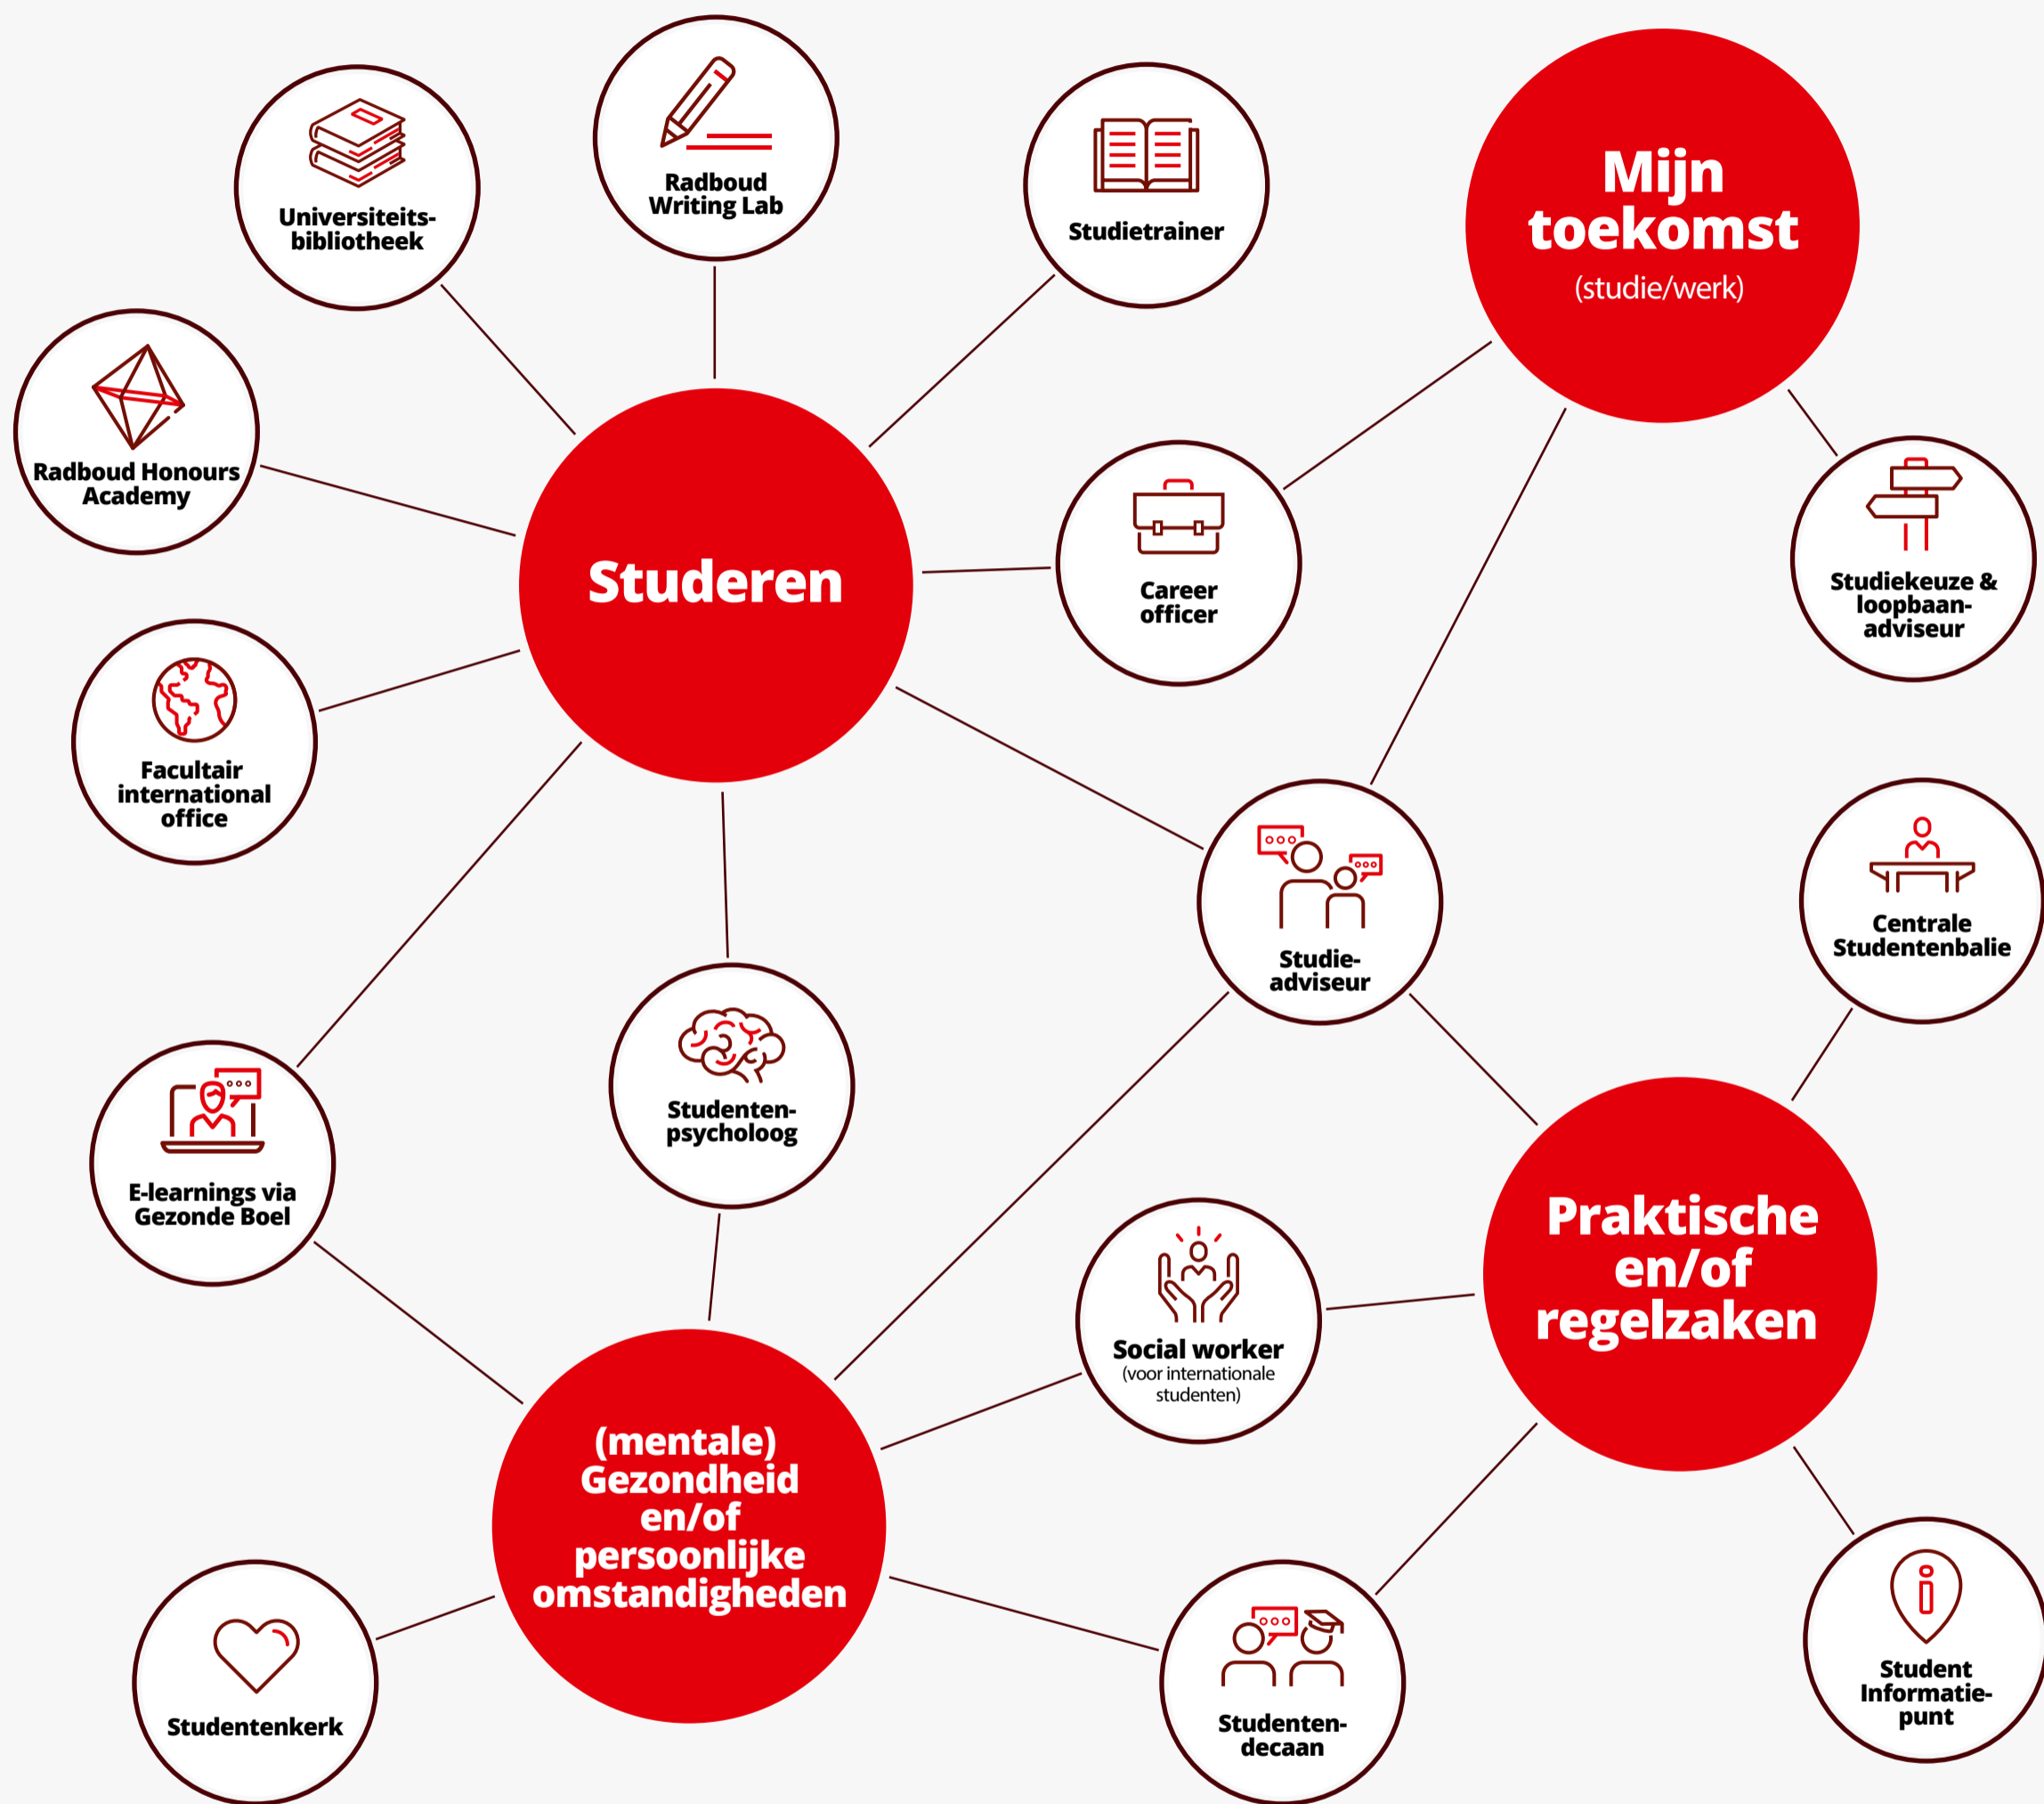 Radboud
Writing Lab
Universiteits-
bibliotheek
Studietrainer
Mijn
toekomst
(studie/werk)
Radboud Honours
Academy
Studeren
Career
officer
Studiekeuze &
loopbaan-
adviseur
Facultair
international
office
Studie-
adviseur
Centrale
Studentenbalie
Studenten-
psycholoog
E-learnings via
Gezonde Boel
Praktische
en/of
regelzaken
Social worker
(voor internationale
studenten)
(mentale)
Gezondheid
en/of
persoonlijke
omstandigheden
Studentenkerk
Studenten-
decaan
Student
Informatie-
punt